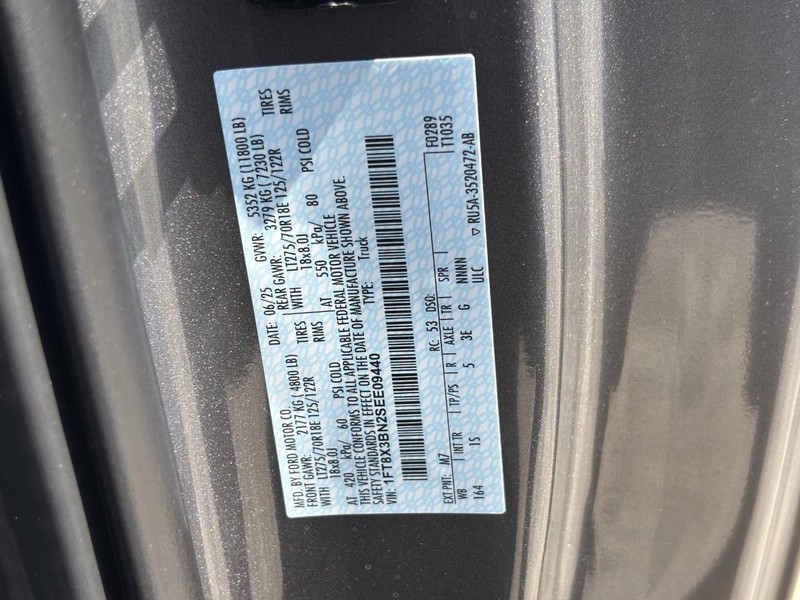 MFD. BY FORD MOTOR CO. DATE: 06/25 GVWR: 5352 KG (11800 LB)
FRONT GAWR: 2177 KG ( 4800 LB) REAR GAWR: 3279 KG ( 7230 LB)
WITH LT275/70R18E 125/122R TIRES WITH LT275/70R18E 125/122R TIRES
18x8.0J RIMS 18x8.0J RIMS
AT 420 kPa/ 60 PSI COLD AT 550 kPa/ 80 PSI COLD
THIS VEHICLE CONFORMS TO ALL APPLICABLE FEDERAL MOTOR VEHICLE
SAFETY STANDARDS IN EFFECT ON THE DATE OF MANUFACTURE SHOWN ABOVE.
VIN: 1FT8X3BN2SEE09440 TYPE: Truck
F0289
EXT PNT: M7 RC: 53 DSO: T1035
WB INT TR TP/PS R AXLE TR SPR
164 1S 5 3E G NNNN
ULC
▽ RU5A-3520472-AB